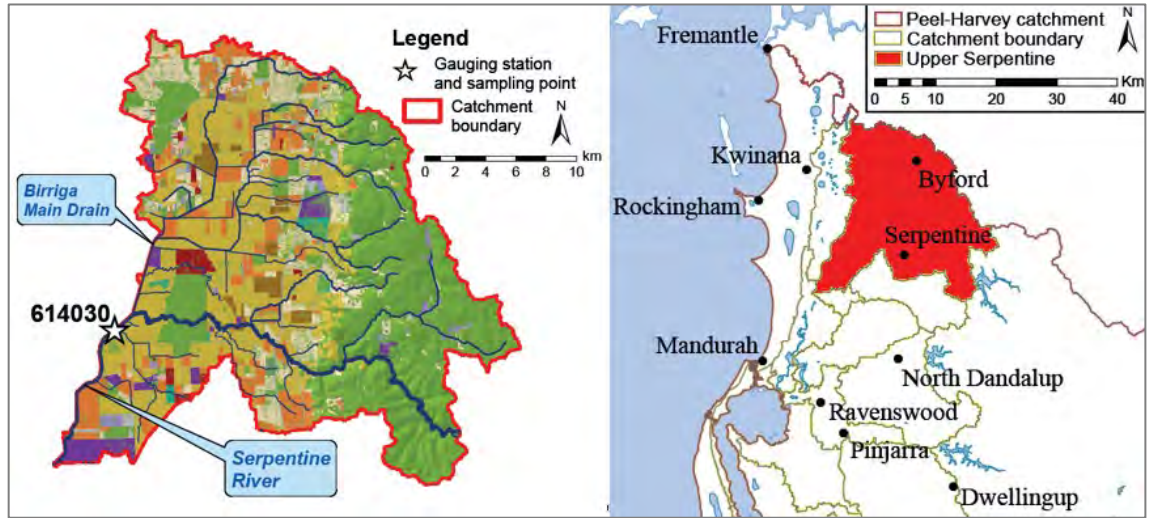 Legend
Gauging station
and sampling point
Catchment
boundary
N
km
0 2 4 6 8 10
Birriga
Main Drain
614030
Serpentine
River
Peel-Harvey catchment
Catchment boundary
Upper Serpentine
N
Km
0 5 10 20 30 40
Fremantle
Kwinana
Byford
Rockingham
Serpentine
Mandurah
North Dandalup
Ravenswood
Pinjarra
Dwellingup